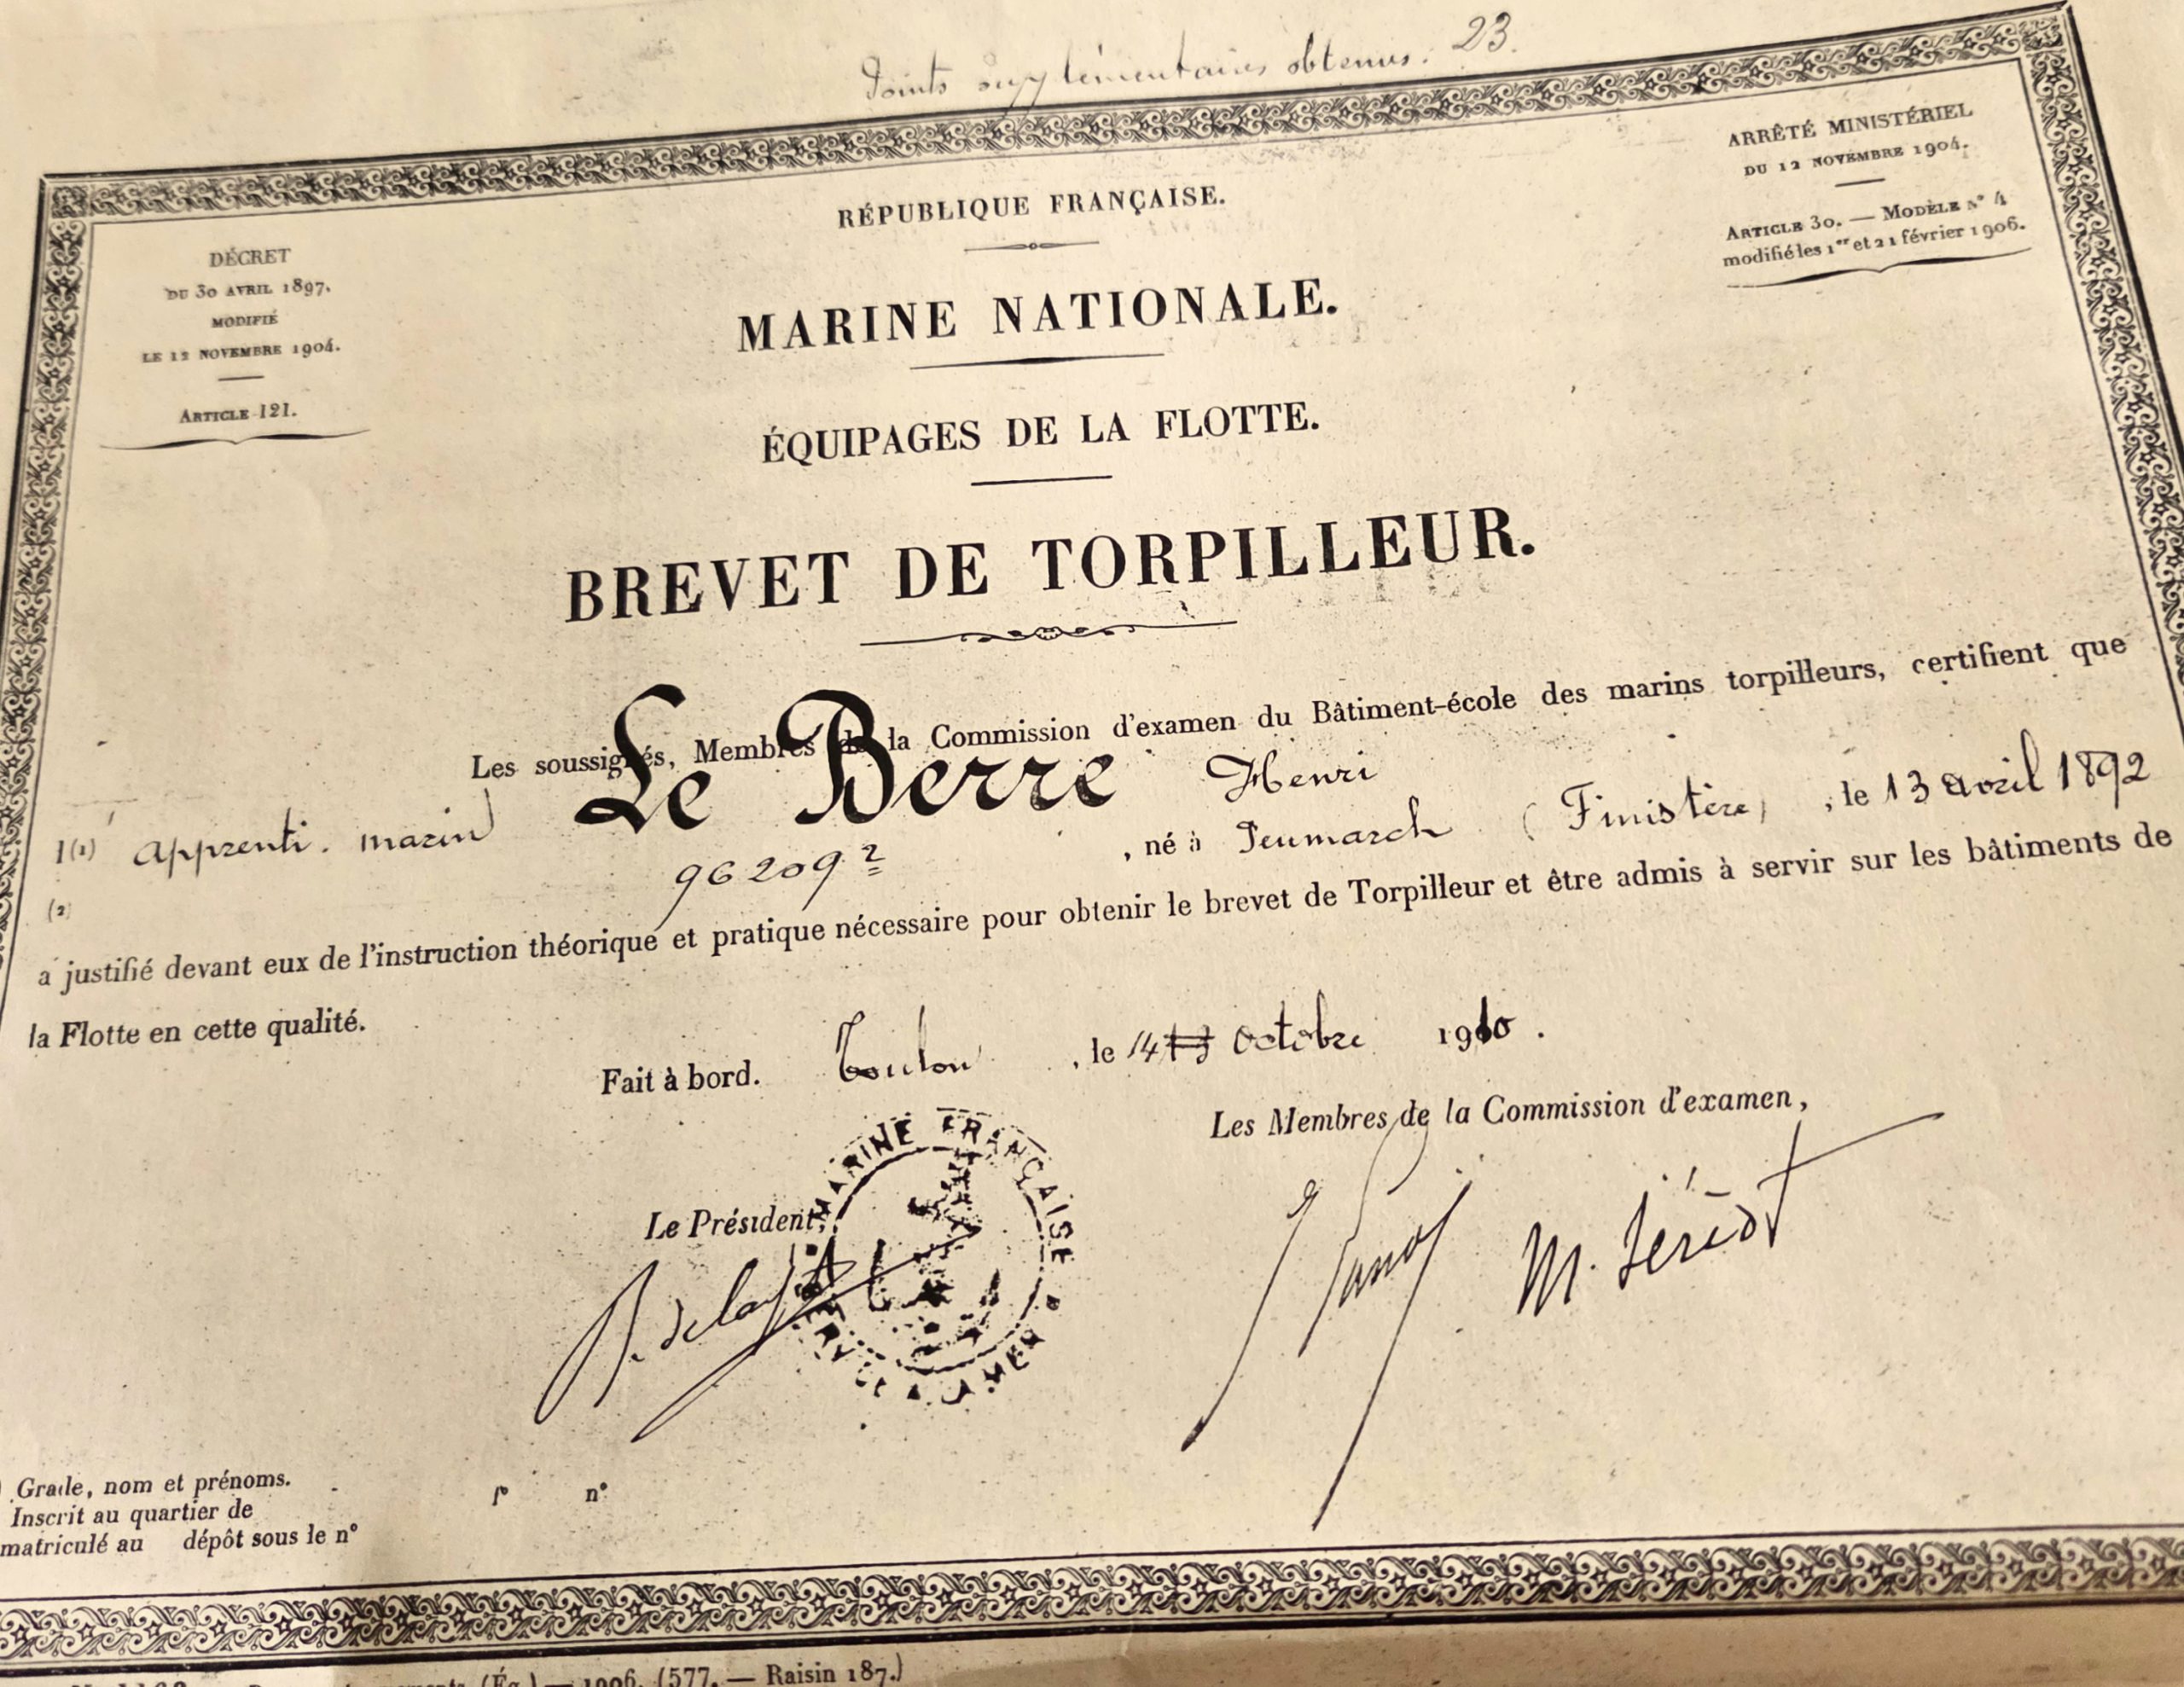 Points supplémentaires obtenus. 23.
DÉCRET
DU 30 AVRIL 1897,
MODIFIÉ
LE 12 NOVEMBRE 1904.
ARTICLE 121.
RÉPUBLIQUE FRANÇAISE.
MARINE NATIONALE.
ÉQUIPAGES DE LA FLOTTE.
BREVET DE TORPILLEUR.
ARRÊTÉ MINISTÉRIEL
DU 12 NOVEMBRE 1904.
ARTICLE 30. — MODÈLE N° 4
modifié les 1er et 21 février 1906.
Les soussignés, Membres de la Commission d'examen du Bâtiment-école des marins torpilleurs, certifient que
1(1) apprenti. marin Le Berre Henri
96209 2 , né à Penmarch (Finistère) , le 13 avril 1892
(2)
a justifié devant eux de l'instruction théorique et pratique nécessaire pour obtenir le brevet de Torpilleur et être admis à servir sur les bâtiments de
la Flotte en cette qualité.
Fait à bord. Toulon , le 14 Octobre 1910.
Le Président,
Les Membres de la Commission d'examen,
MARINE FRANÇAISE
Grade, nom et prénoms.
Inscrit au quartier de f° n°
matriculé au dépôt sous le n°
1906. (577. — Raisin 187.)